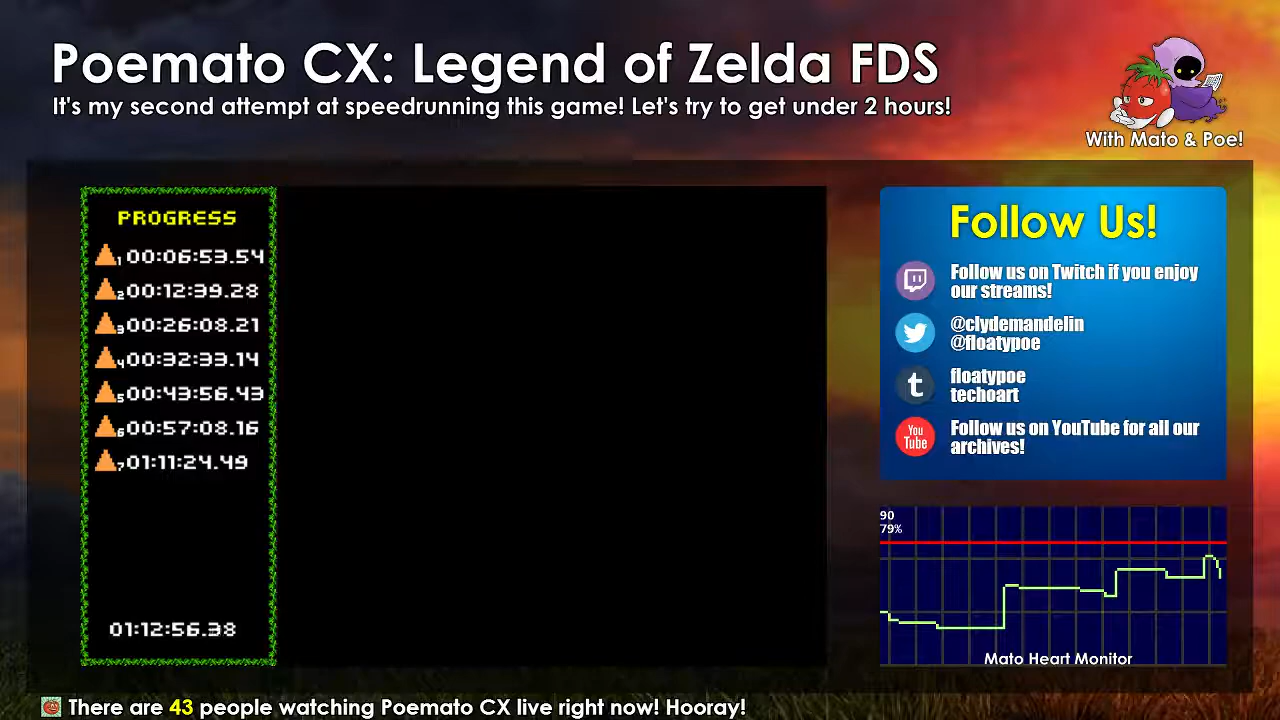 Poemato CX: Legend of Zelda FDS
It's my second attempt at speedrunning this game! Let's try to get under 2 hours!
With Mato & Poe!
PROGRESS
1 00:06:53.54
2 00:12:39.28
3 00:26:08.21
4 00:32:33.14
5 00:43:56.43
6 00:57:08.16
7 01:11:24.49
01:12:56.38
Follow Us!
Follow us on Twitch if you enjoy
our streams!
@clydemandelin
@floatypoe
t
floatypoe
techoart
You
Tube
Follow us on YouTube for all our
archives!
90
79%
Mato Heart Monitor
There are 43 people watching Poemato CX live right now! Hooray!